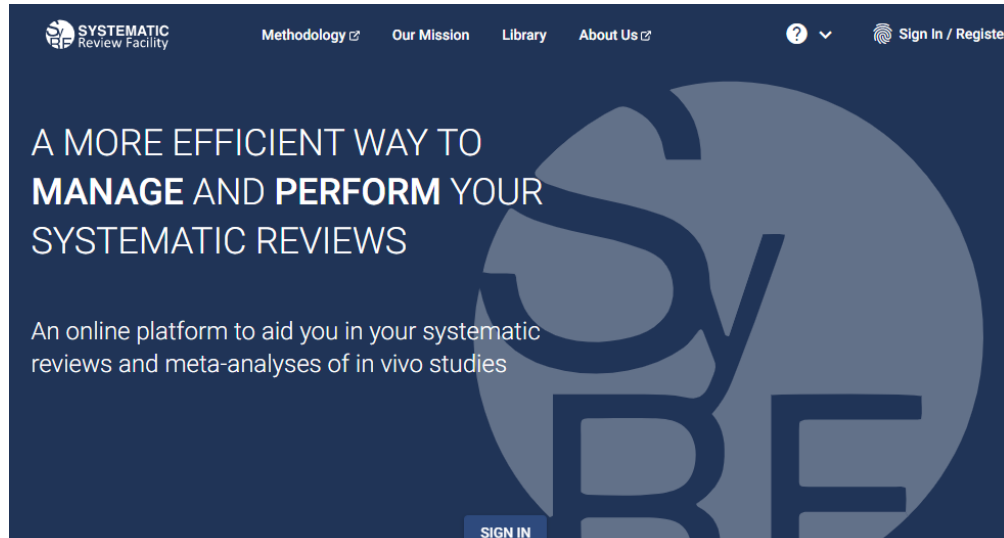 SYSTEMATIC
Review Facility
Methodology
Our Mission
Library
About Us
?
Sign In / Registe
A MORE EFFICIENT WAY TO
MANAGE AND PERFORM YOUR
SYSTEMATIC REVIEWS
An online platform to aid you in your systematic
reviews and meta-analyses of in vivo studies
SyRF
SIGN IN